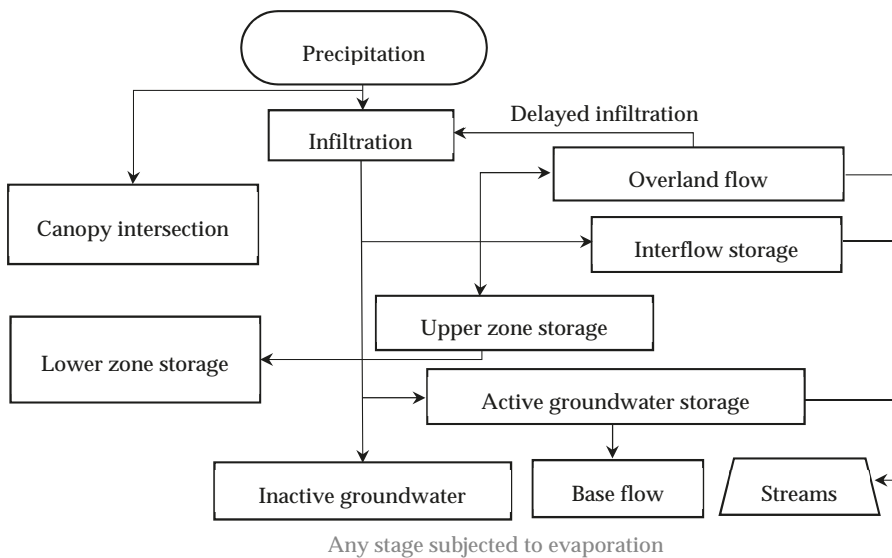 Precipitation
Delayed infiltration
Infiltration
Overland flow
Canopy intersection
Interflow storage
Upper zone storage
Lower zone storage
Active groundwater storage
Inactive groundwater
Base flow
Streams
Any stage subjected to evaporation